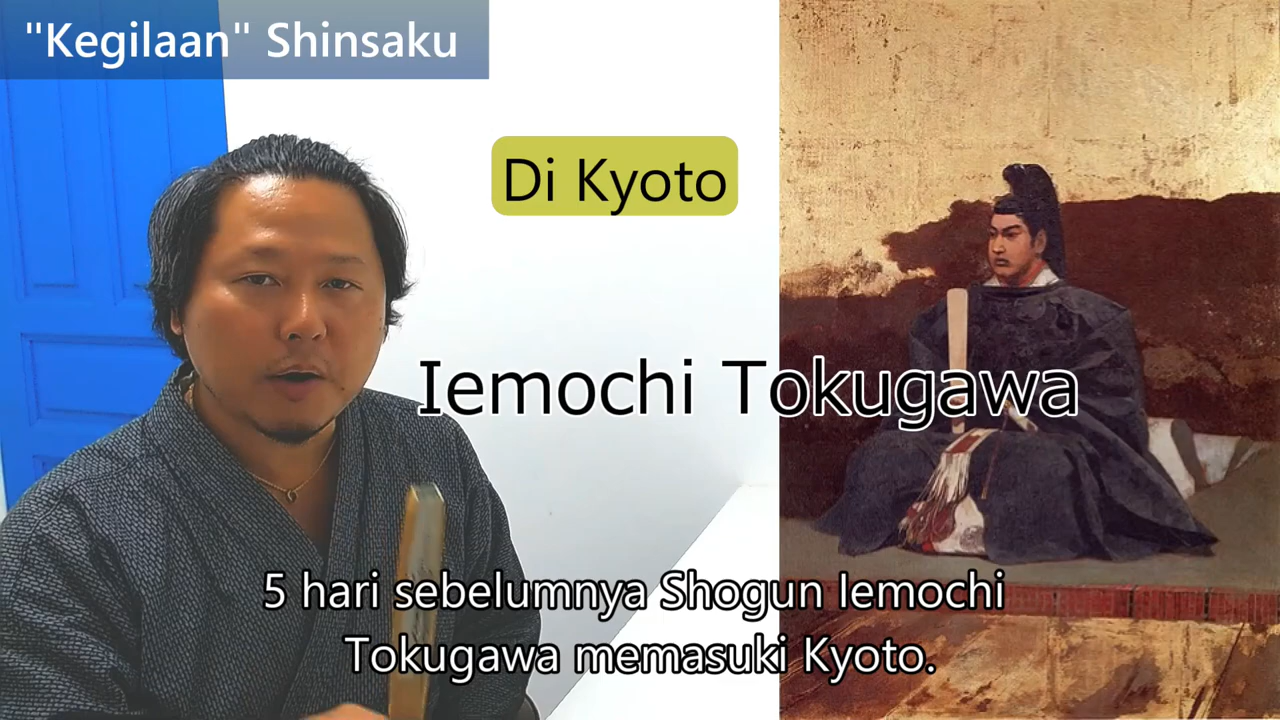 "Kegilaan" Shinsaku
Di Kyoto
Iemochi Tokugawa
5 hari sebelumnya Shogun Iemochi
Tokugawa memasuki Kyoto.